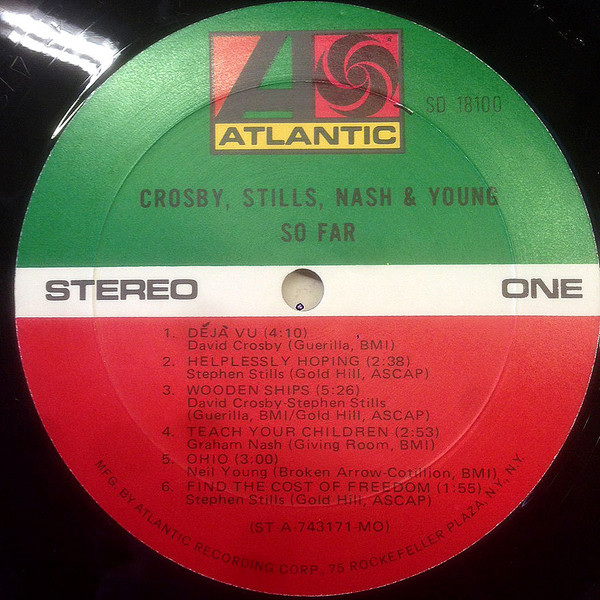 ATLANTIC
SD 18100
CROSBY, STILLS, NASH & YOUNG
SO FAR
STEREO
ONE
1. DÉJÀ VU (4:10)
David Crosby (Guerilla, BMI)
2. HELPLESSLY HOPING (2:38)
Stephen Stills (Gold Hill, ASCAP)
3. WOODEN SHIPS (5:26)
David Crosby-Stephen Stills
(Guerilla, BMI/Gold Hill, ASCAP)
4. TEACH YOUR CHILDREN (2:53)
Graham Nash (Giving Room, BMI)
5. OHIO (3:00)
Neil Young (Broken Arrow-Cotillion, BMI)
6. FIND THE COST OF FREEDOM (1:55)
Stephen Stills (Gold Hill, ASCAP)
(ST-A-743171-MO)
MFG. BY ATLANTIC RECORDING CORP., 75 ROCKEFELLER PLAZA, N.Y., N.Y.